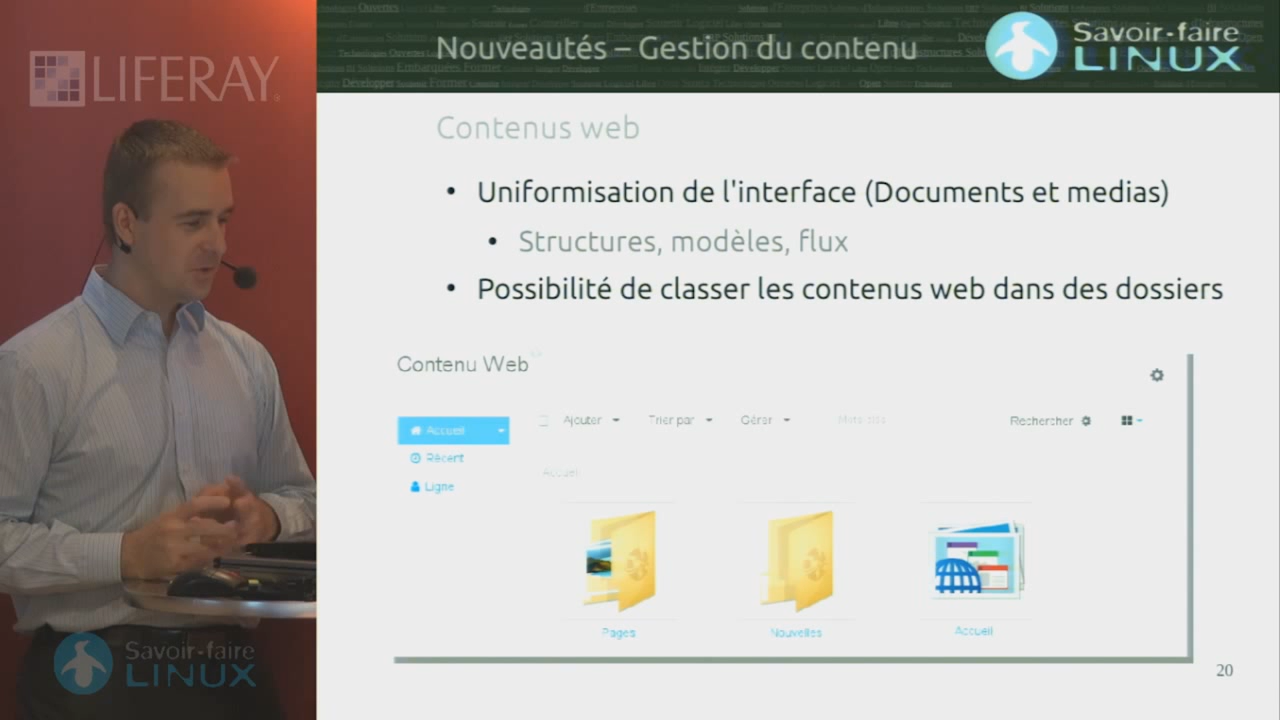 LIFERAY
Nouveautés – Gestion du contenu
Savoir-faire
LINUX
Contenus web
• Uniformisation de l'interface (Documents et medias)
• Structures, modèles, flux
• Possibilité de classer les contenus web dans des dossiers
Contenu Web
Accueil
Ajouter
Trier par
Gérer
Rechercher
Récent
Ligne
Accueil
Pages
Nouvelles
Accueil
Savoir-faire
LINUX
20